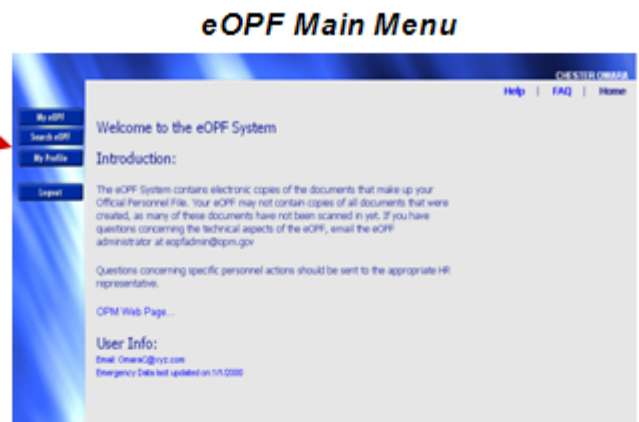 eOPF Main Menu
CHESTER OMARA
Help | FAQ | Home
My eOPF
Search eOPF
My Profile
Logout
Welcome to the eOPF System
Introduction:
The eOPF System contains electronic copies of the documents that make up your
Official Personnel File. Your eOPF may not contain copies of all documents that were
created, as many of these documents have not been scanned in yet. If you have
questions concerning the technical aspects of the eOPF, email the eOPF
administrator at eopfadmin@opm.gov
Questions concerning specific personnel actions should be sent to the appropriate HR
representative.
OPM Web Page...
User Info:
Email: OmaraC@xyz.com
Emergency Data last updated on 1/1/2000